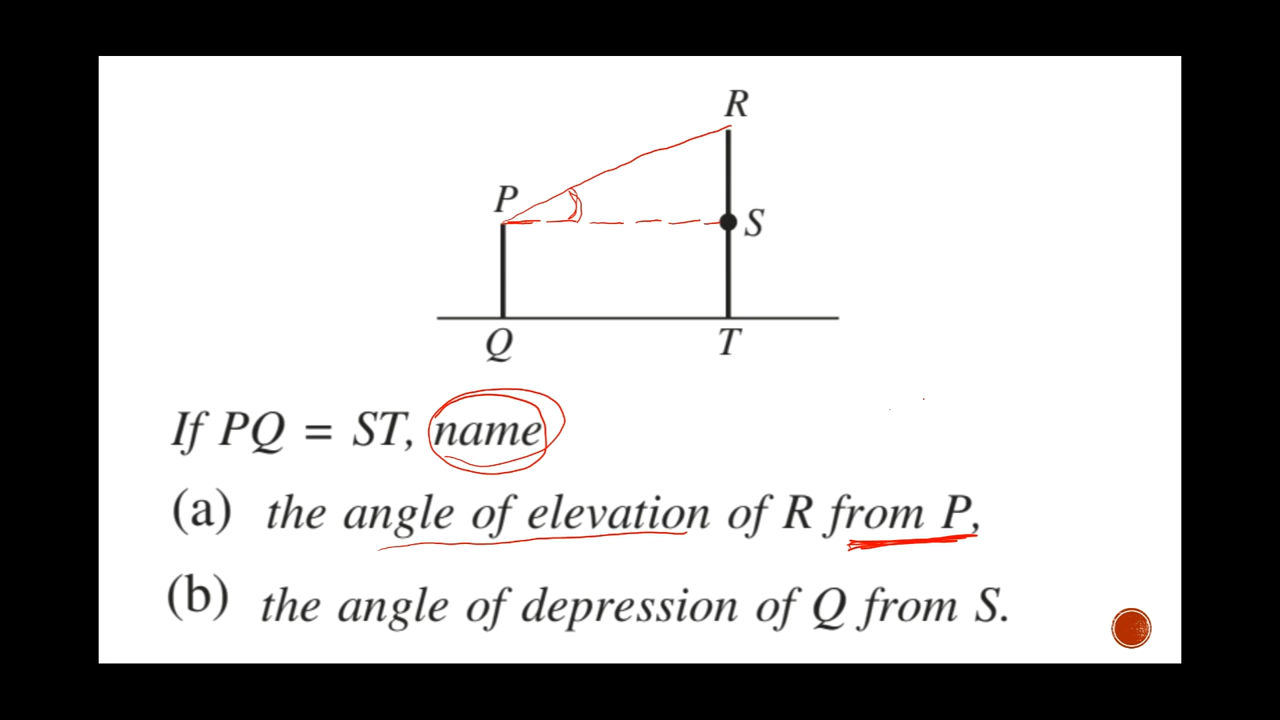 R
P
S
Q
T
If PQ = ST, name
(a) the angle of elevation of R from P,
(b) the angle of depression of Q from S.